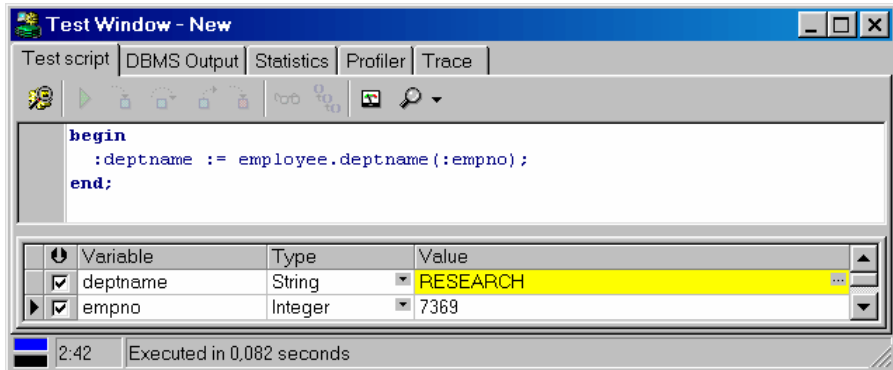 Test Window - New
Test script DBMS Output Statistics Profiler Trace
begin
:deptname := employee.deptname(:empno);
end;
Variable Type Value
deptname String RESEARCH
empno Integer 7369
2:42 Executed in 0,082 seconds